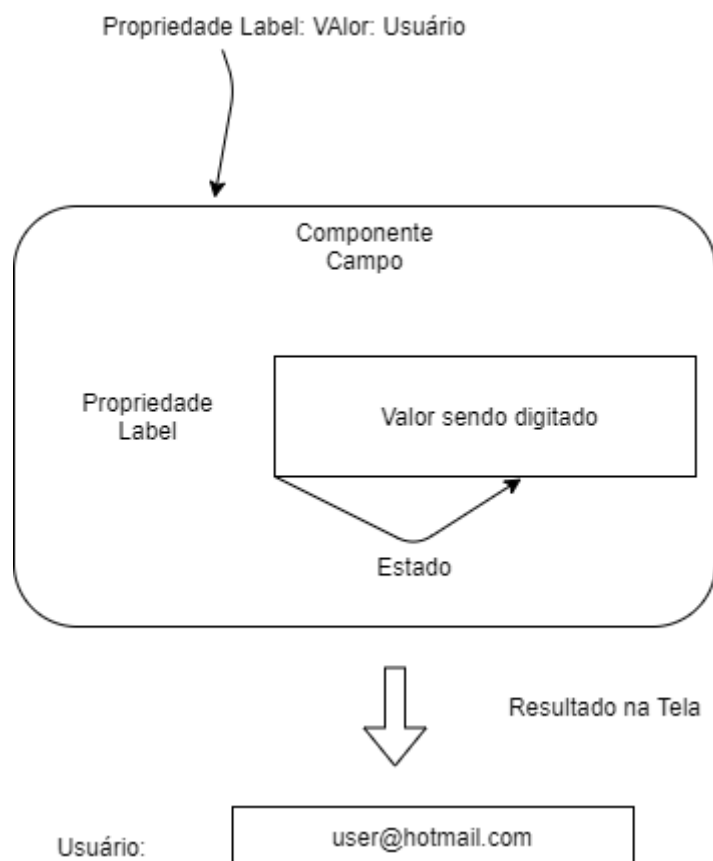 Propriedade Label: VAlor: Usuário
Componente
Campo
Propriedade
Label
Valor sendo digitado
Estado
Resultado na Tela
Usuário:
user@hotmail.com